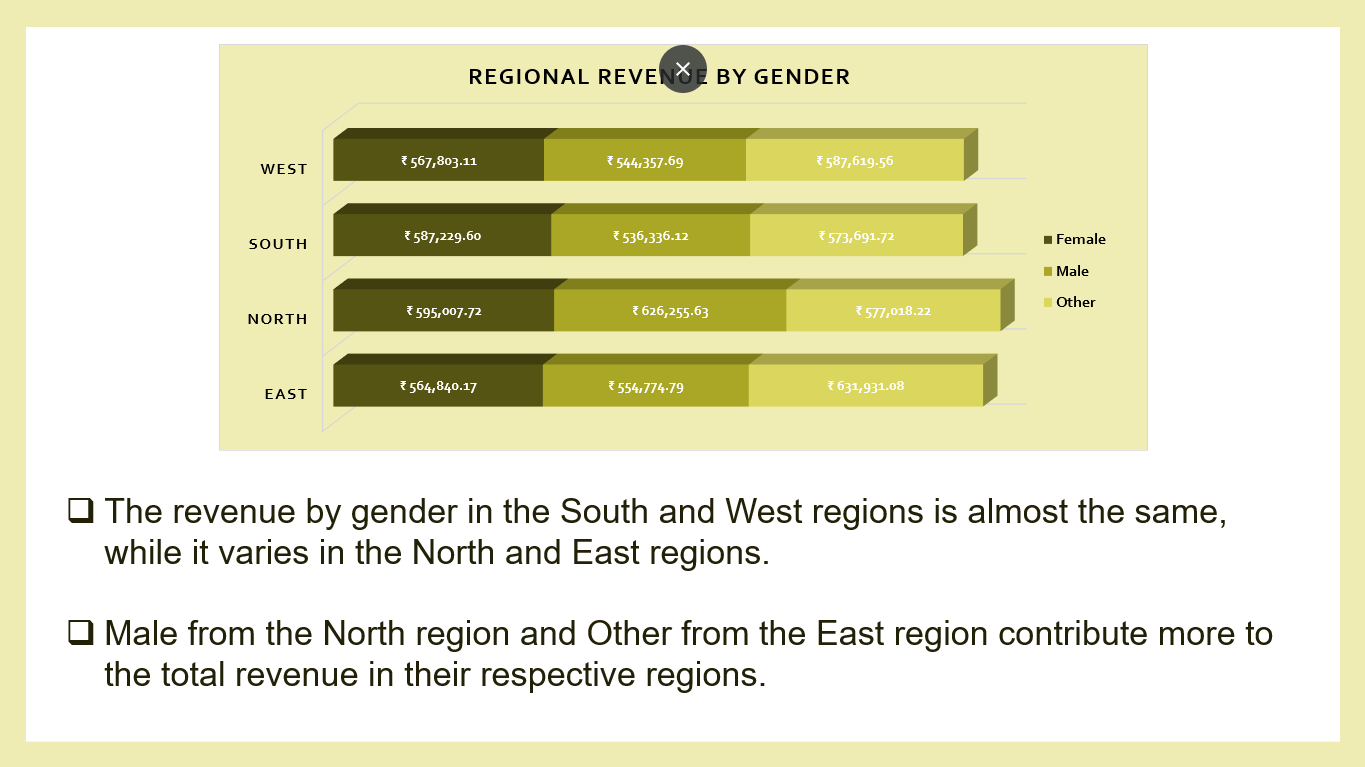 REGIONAL REVENUE BY GENDER
WEST
₹ 567,803.11
₹ 544,357.69
₹ 587,619.56
SOUTH
₹ 587,229.60
₹ 536,336.12
₹ 573,691.72
NORTH
₹ 595,007.72
₹ 626,255.63
₹ 577,018.22
EAST
₹ 564,840.17
₹ 554,774.79
₹ 631,931.08
Female
Male
Other
The revenue by gender in the South and West regions is almost the same,
while it varies in the North and East regions.
Male from the North region and Other from the East region contribute more to
the total revenue in their respective regions.